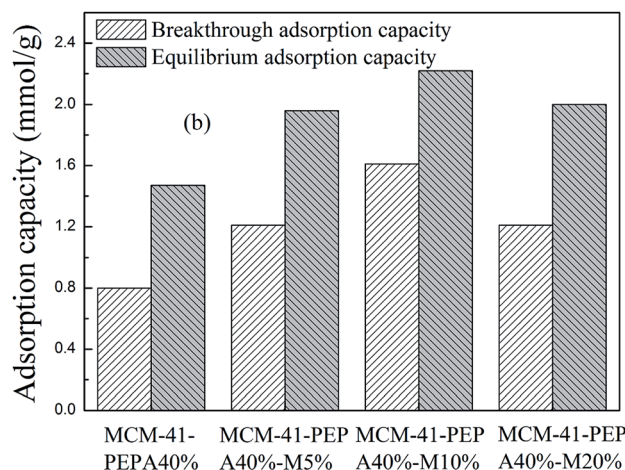 Breakthrough adsorption capacity
Equilibrium adsorption capacity
(b)
Adsorption capacity (mmol/g)
2.4
2.0
1.6
1.2
0.8
0.4
0.0
MCM-41-
PEPA40%
MCM-41-PEP
A40%-M5%
MCM-41-PEP
A40%-M10%
MCM-41-PEP
A40%-M20%